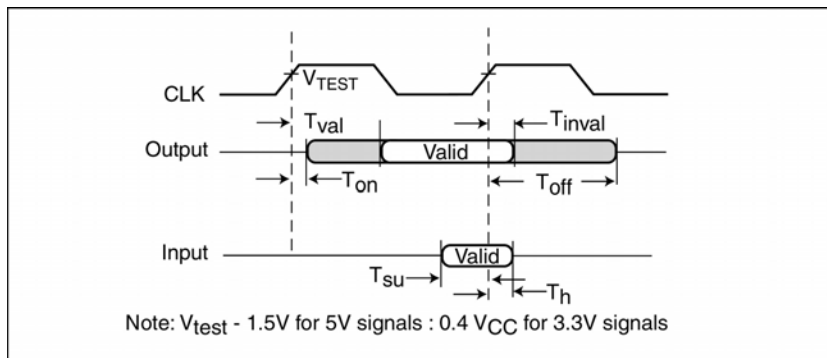 CLK
VTEST
Tval
Tinval
Output
Valid
Ton
Toff
Input
Valid
Tsu
Th
Note: Vtest - 1.5V for 5V signals : 0.4 VCC for 3.3V signals